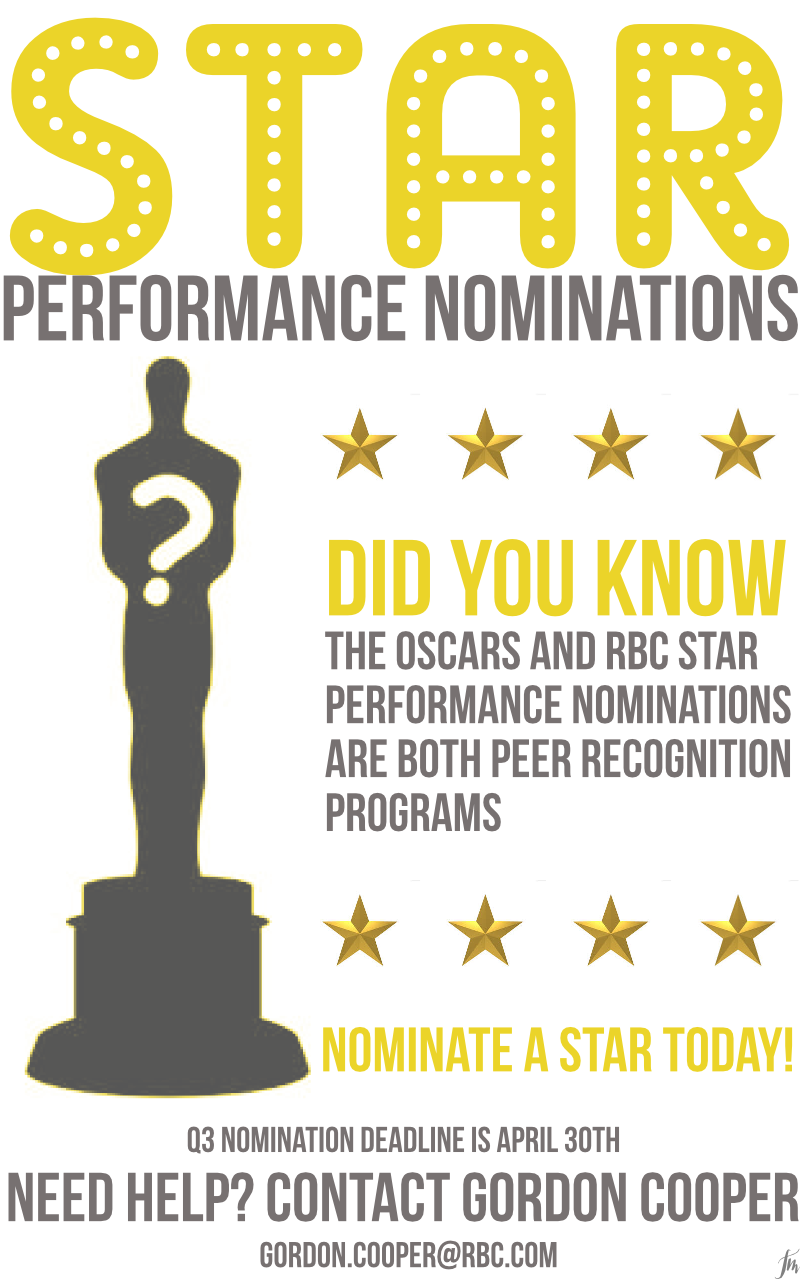 STAR
PERFORMANCE NOMINATIONS
?
DID YOU KNOW
THE OSCARS AND RBC STAR
PERFORMANCE NOMINATIONS
ARE BOTH PEER RECOGNITION
PROGRAMS
NOMINATE A STAR TODAY!
Q3 NOMINATION DEADLINE IS APRIL 30TH
NEED HELP? CONTACT GORDON COOPER
GORDON.COOPER@RBC.COM